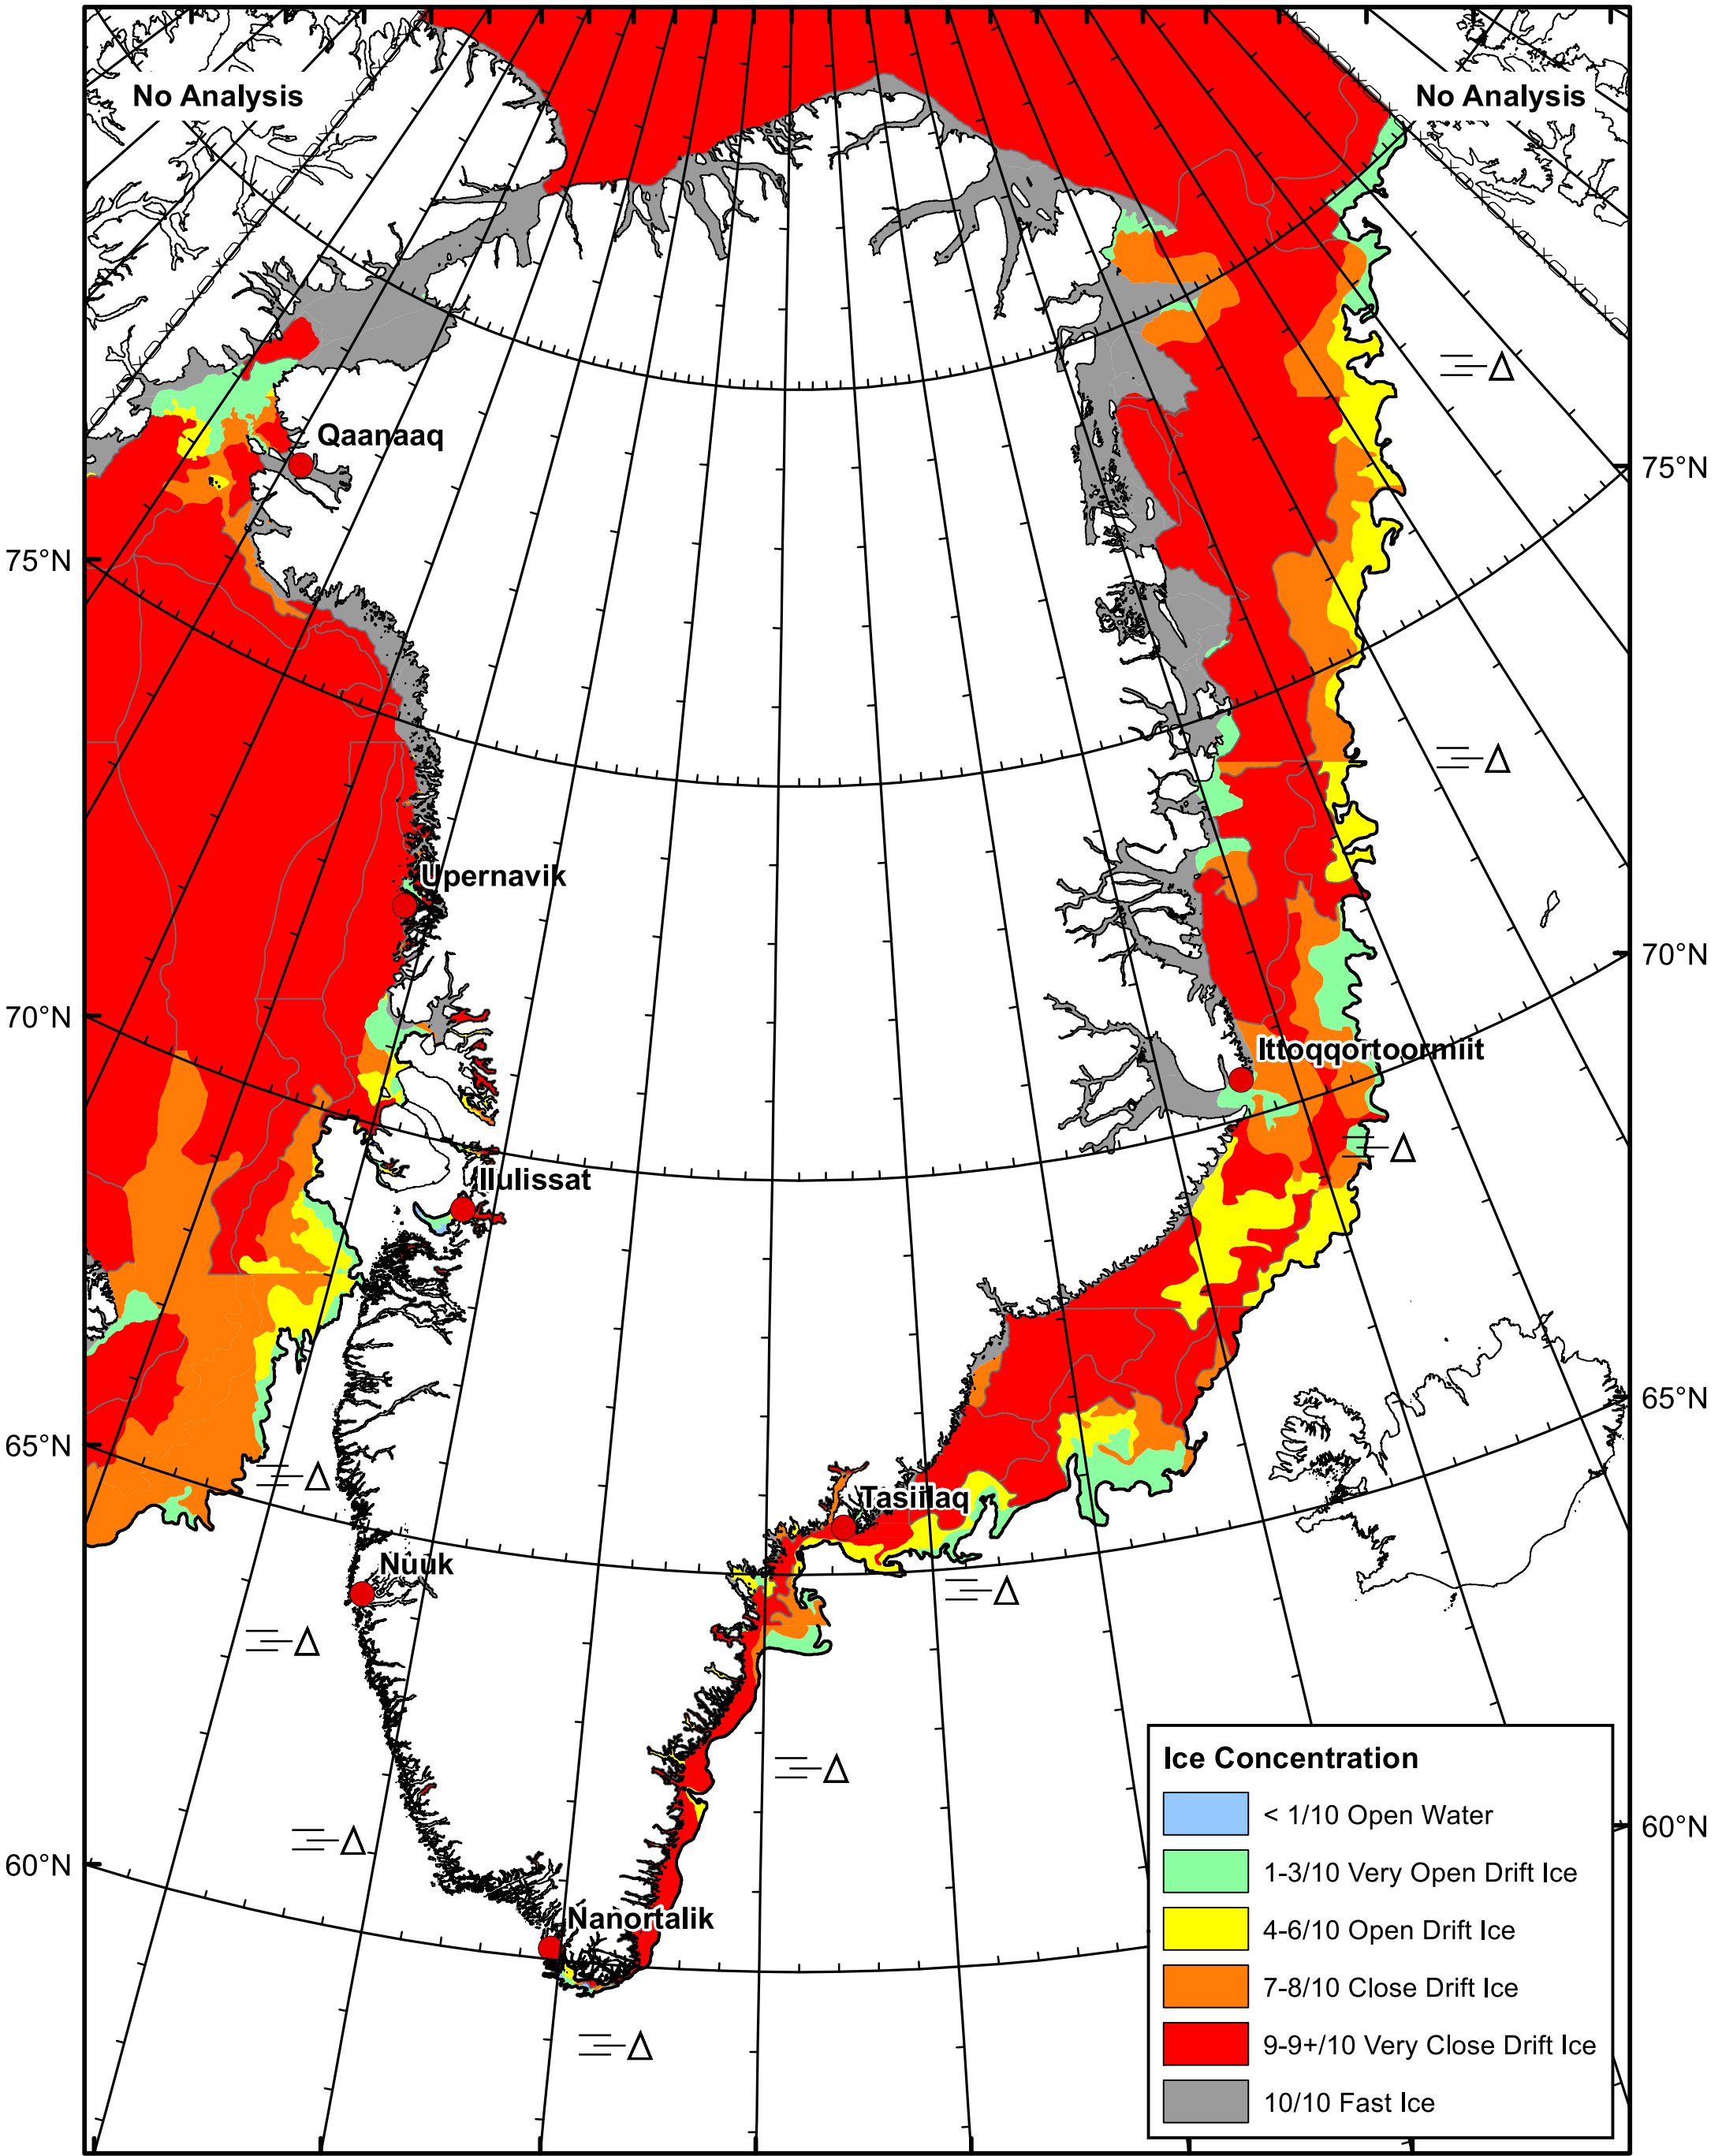 No Analysis
No Analysis
Qaanaaq
75°N
75°N
Upernavik
70°N
70°N
Ittoqqortoormiit
Ilulissat
65°N
65°N
Tasiilaq
Nuuk
Ice Concentration
< 1/10 Open Water
1-3/10 Very Open Drift Ice
4-6/10 Open Drift Ice
7-8/10 Close Drift Ice
9-9+/10 Very Close Drift Ice
10/10 Fast Ice
60°N
60°N
Nanortalik